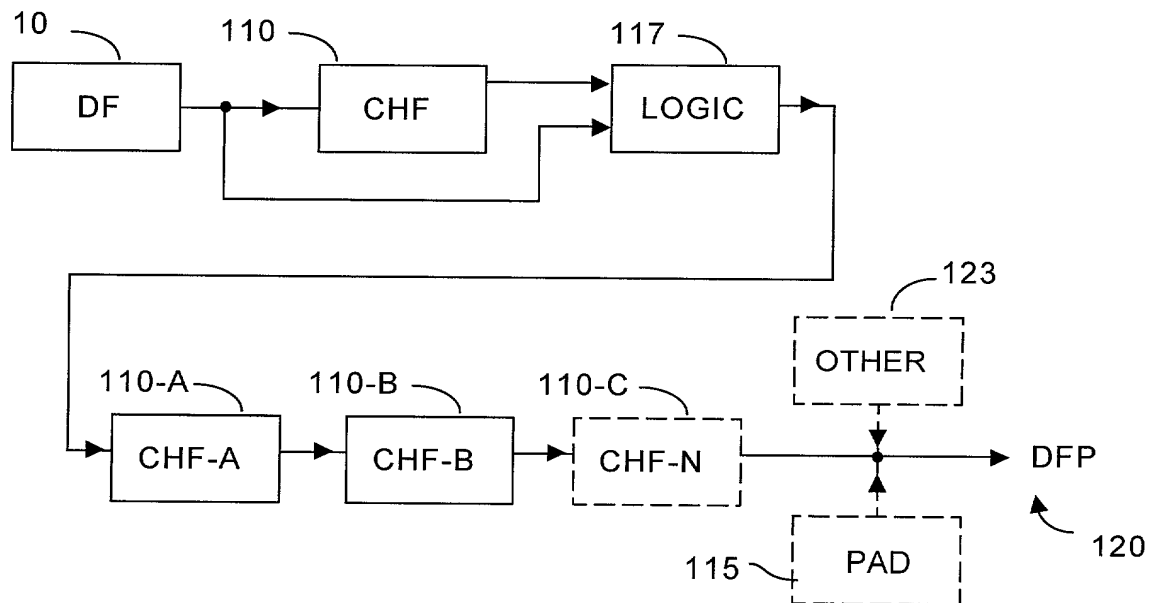 10
110
117
DF
CHF
LOGIC
123
OTHER
110-A
110-B
110-C
CHF-A
CHF-B
CHF-N
DFP
115
PAD
120